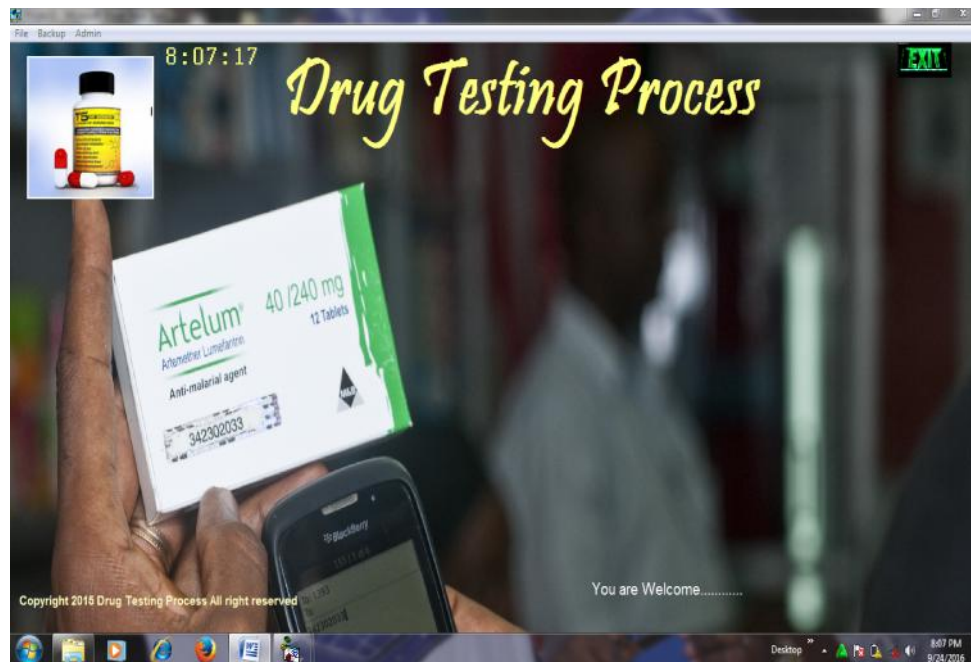 File Backup Admin
8:07:17
Drug Testing Process
EXIT
T5
Artelum®
40 /240 mg
12 Tablets
Artemether Lumefantrin
Anti-malarial agent
342302033
BlackBerry
You are Welcome............
Copyright 2015 Drug Testing Process All right reserved
Desktop
8:07 PM
9/24/2016